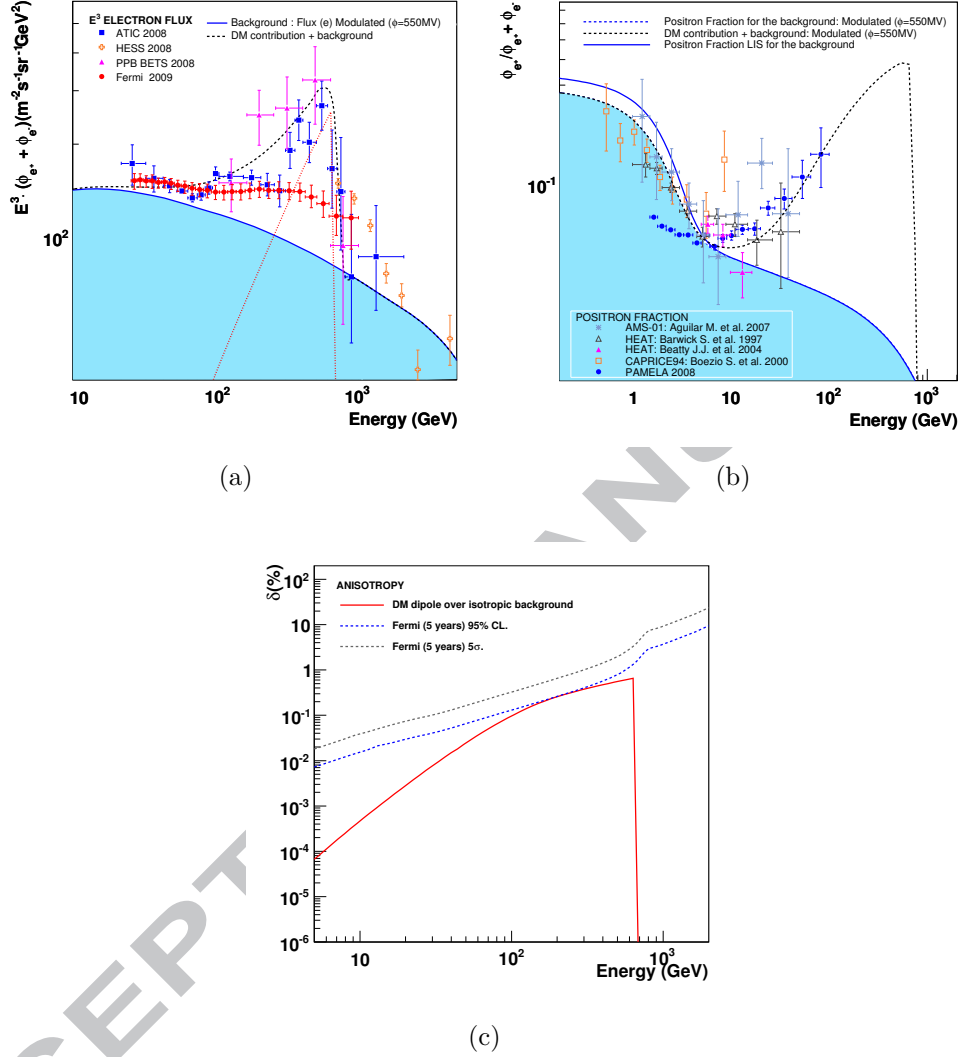 E³ ELECTRON FLUX
ATIC 2008
HESS 2008
PPB BETS 2008
Fermi 2009
Background : Flux (e) Modulated (ϕ=550MV)
DM contribution + background
E³ (ϕe⁺ + ϕe⁻)(m⁻²s⁻¹sr⁻¹GeV²)
10²
10
10²
10³
Energy (GeV)
(a)
Positron Fraction for the background: Modulated (ϕ=550MV)
DM contribution + background: Modulated (ϕ=550MV)
Positron Fraction LIS for the background
ϕe⁺/ϕe⁺+ ϕe⁻
10⁻¹
POSITRON FRACTION
AMS-01: Aguilar M. et al. 2007
HEAT: Barwick S. et al. 1997
HEAT: Beatty J.J. et al. 2004
CAPRICE94: Boezio S. et al. 2000
PAMELA 2008
1
10
10²
10³
Energy (GeV)
(b)
δ(%)
ANISOTROPY
DM dipole over isotropic background
Fermi (5 years) 95% CL.
Fermi (5 years) 5σ.
10²
10
1
10⁻¹
10⁻²
10⁻³
10⁻⁴
10⁻⁵
10⁻⁶
10
10²
10³
Energy (GeV)
(c)